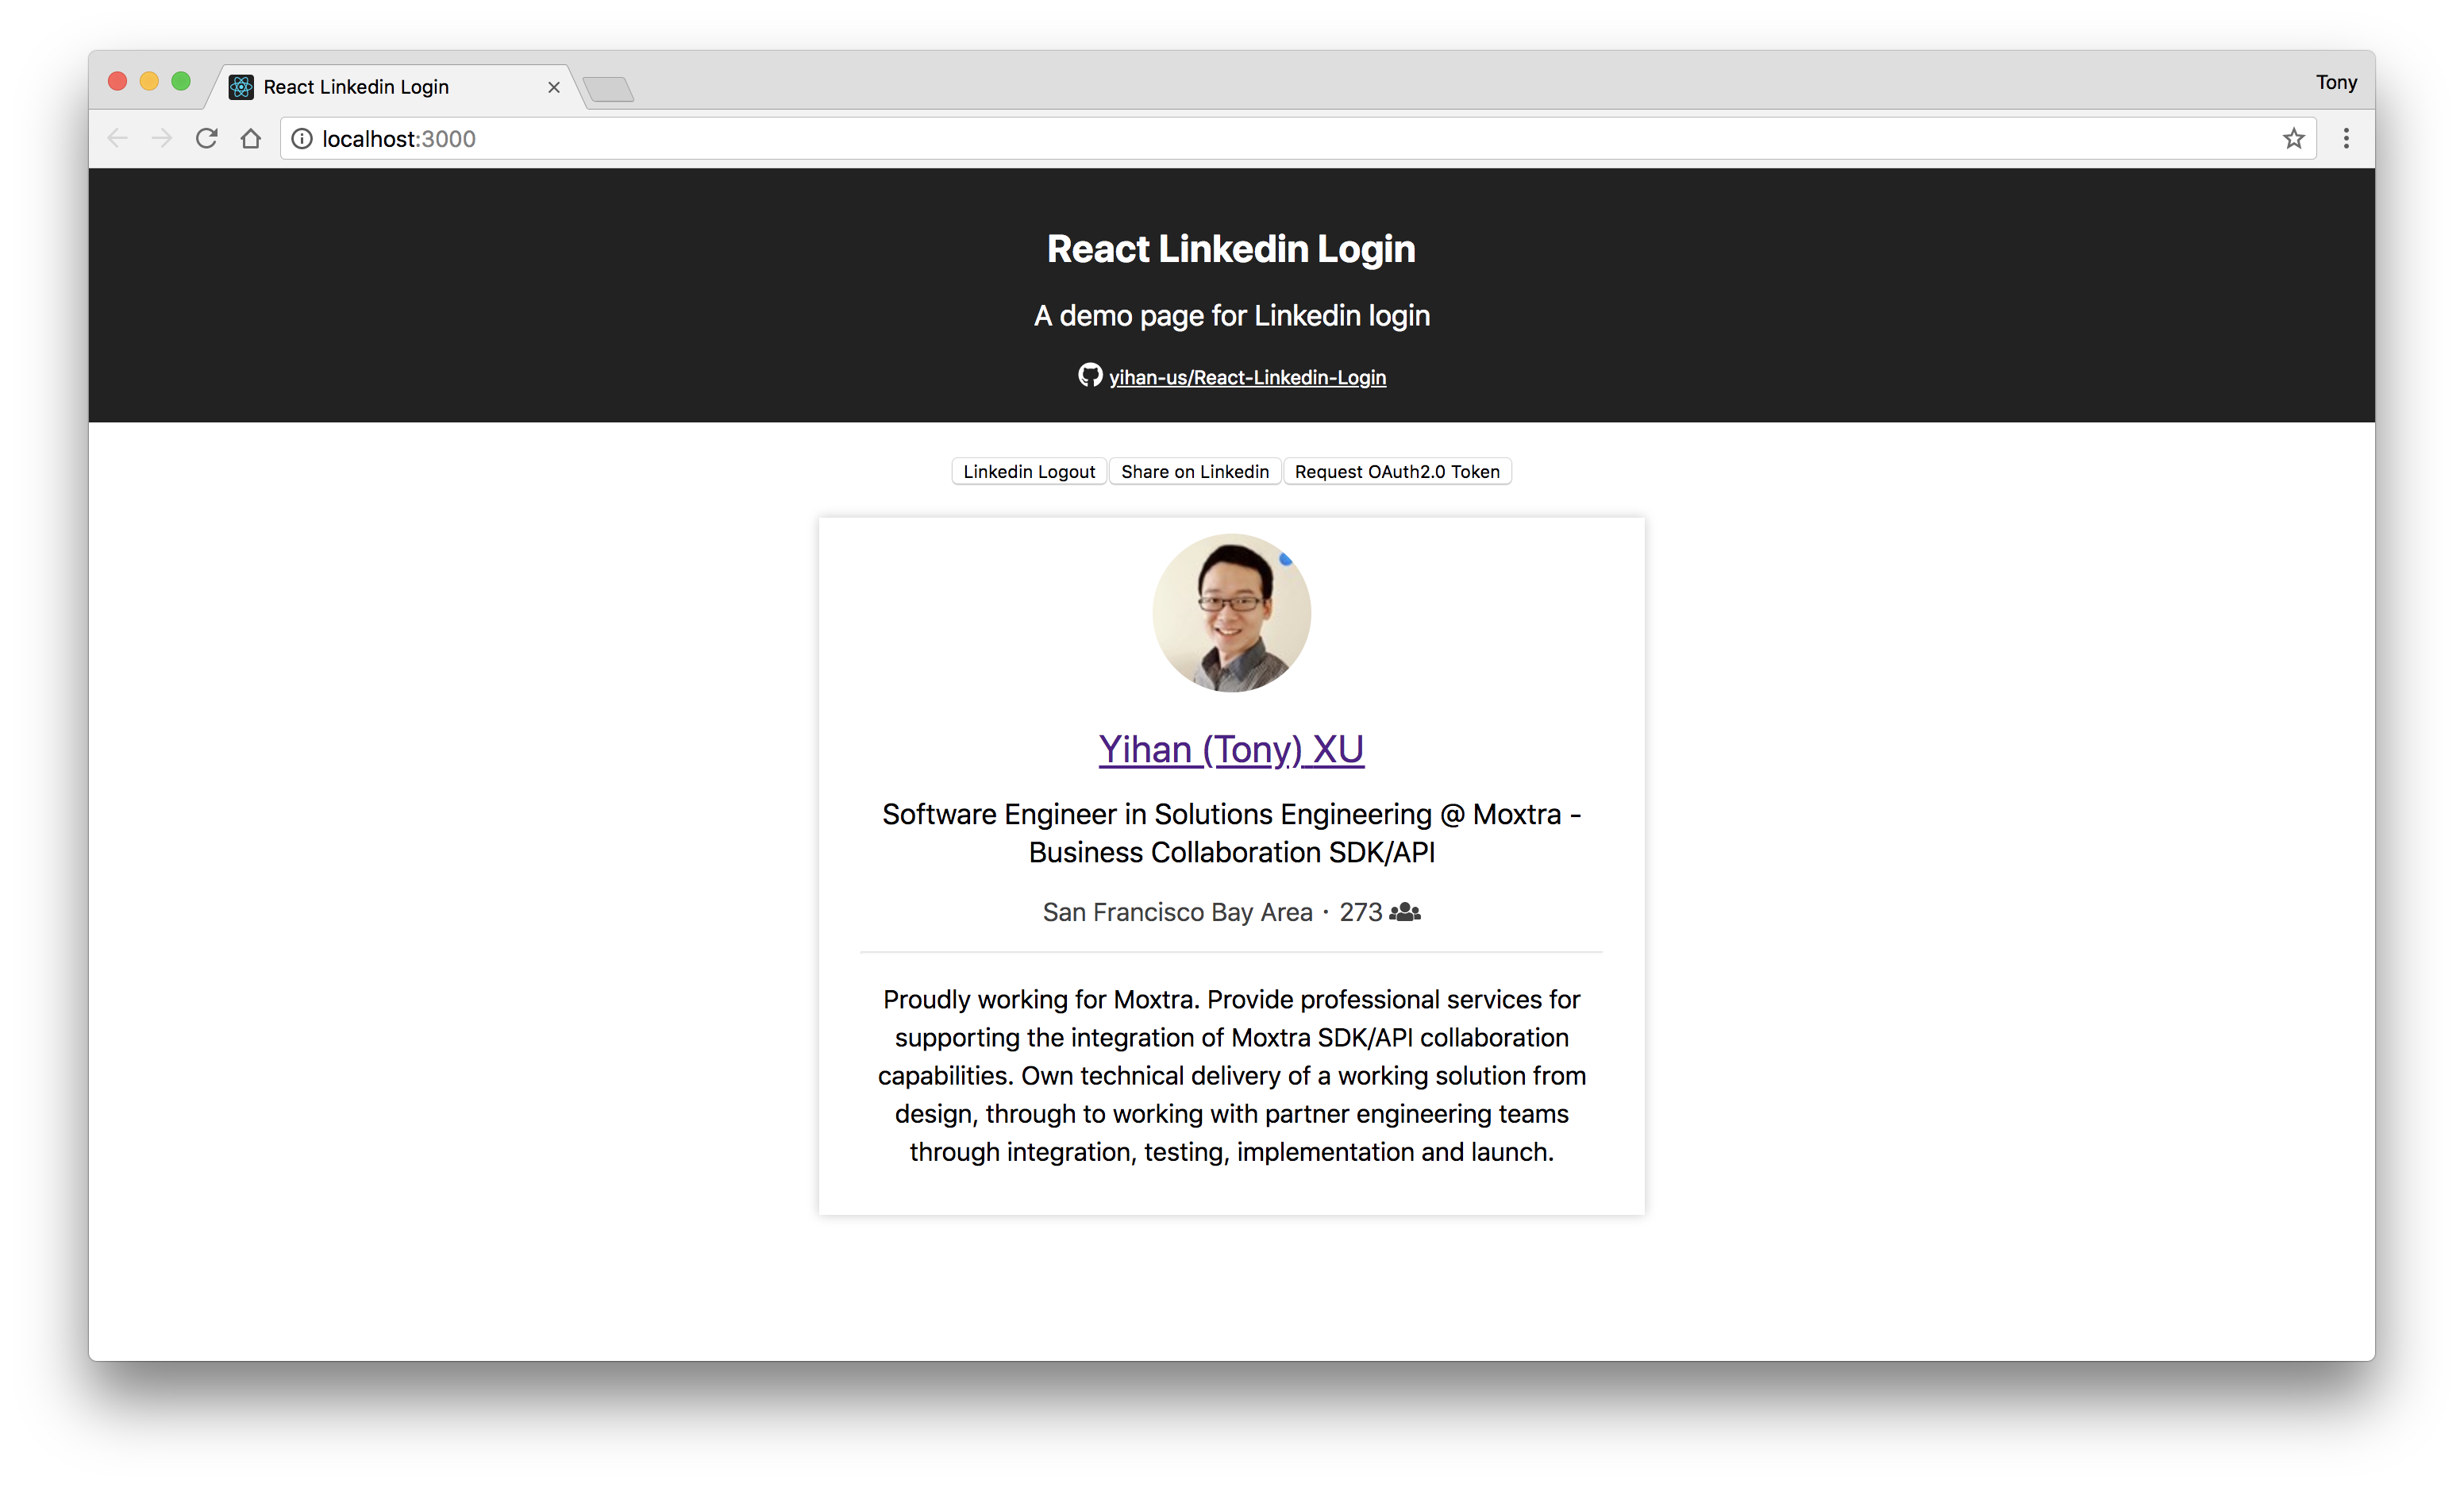 React Linkedin Login
Tony
localhost:3000
React Linkedin Login
A demo page for Linkedin login
yihan-us/React-Linkedin-Login
Linkedin Logout
Share on Linkedin
Request OAuth2.0 Token
Yihan (Tony) XU
Software Engineer in Solutions Engineering @ Moxtra -
Business Collaboration SDK/API
San Francisco Bay Area · 273
Proudly working for Moxtra. Provide professional services for
supporting the integration of Moxtra SDK/API collaboration
capabilities. Own technical delivery of a working solution from
design, through to working with partner engineering teams
through integration, testing, implementation and launch.